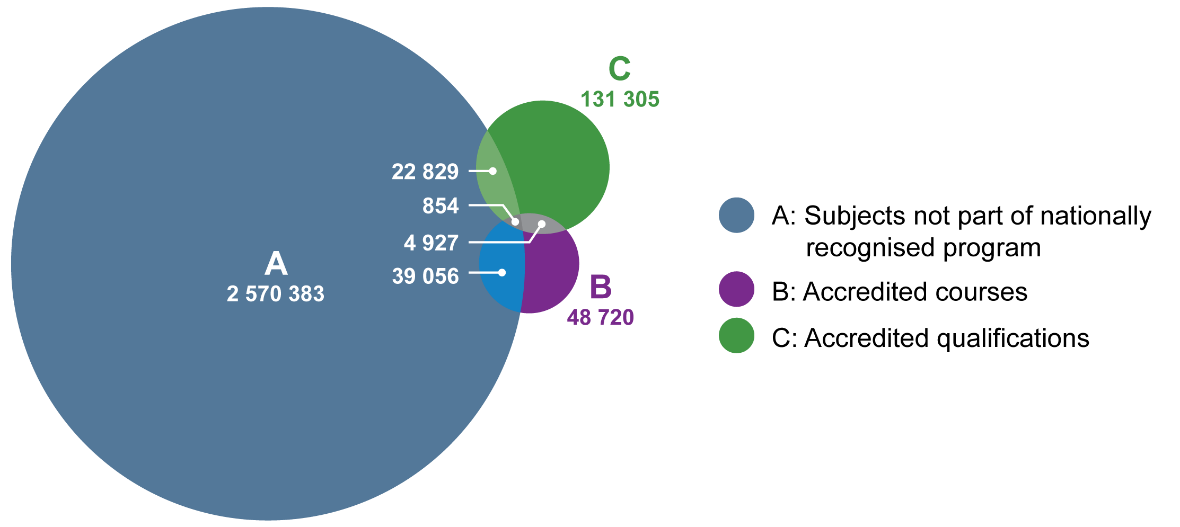 C
131 305
22 829
854
4 927
39 056
A
2 570 383
B
48 720
A: Subjects not part of nationally
recognised program
B: Accredited courses
C: Accredited qualifications